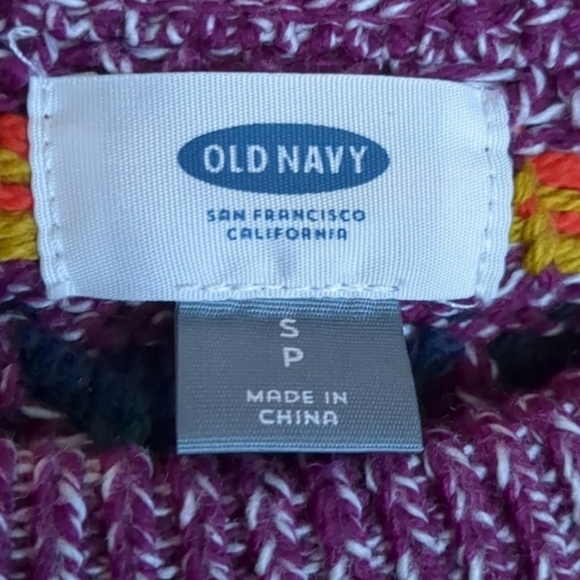 OLD NAVY
SAN FRANCISCO
CALIFORNIA
S
P
MADE IN
CHINA